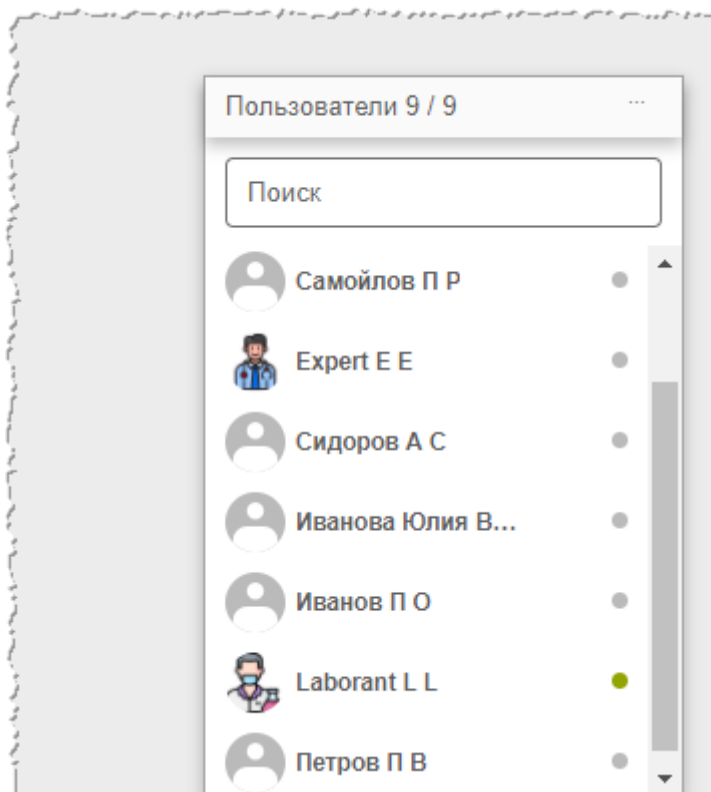 Пользователи 9 / 9 ...
Поиск
Самойлов П Р
Expert E E
Сидоров А С
Иванова Юлия В...
Иванов П О
Laborant L L
Петров П В